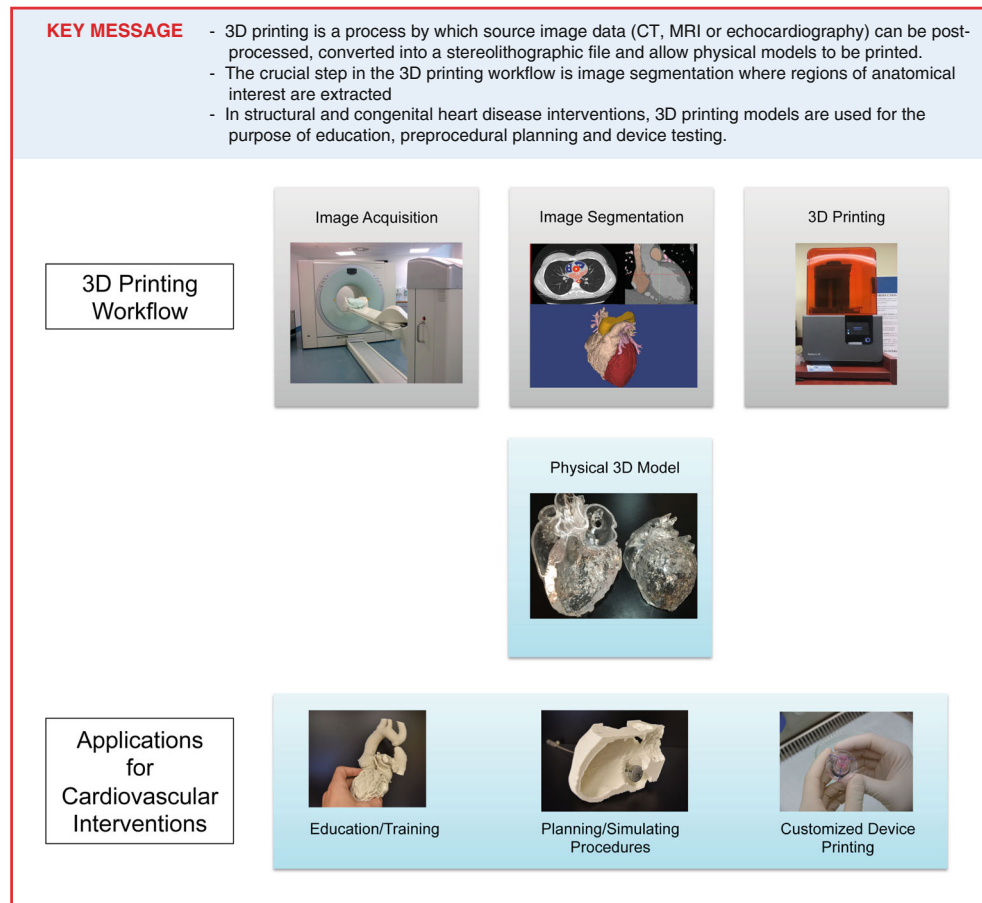 KEY MESSAGE
- 3D printing is a process by which source image data (CT, MRI or echocardiography) can be post-
processed, converted into a stereolithographic file and allow physical models to be printed.
- The crucial step in the 3D printing workflow is image segmentation where regions of anatomical
interest are extracted
- In structural and congenital heart disease interventions, 3D printing models are used for the
purpose of education, preprocedural planning and device testing.
3D Printing
Workflow
Image Acquisition
Image Segmentation
3D Printing
Physical 3D Model
Applications
for
Cardiovascular
Interventions
Education/Training
Planning/Simulating
Procedures
Customized Device
Printing